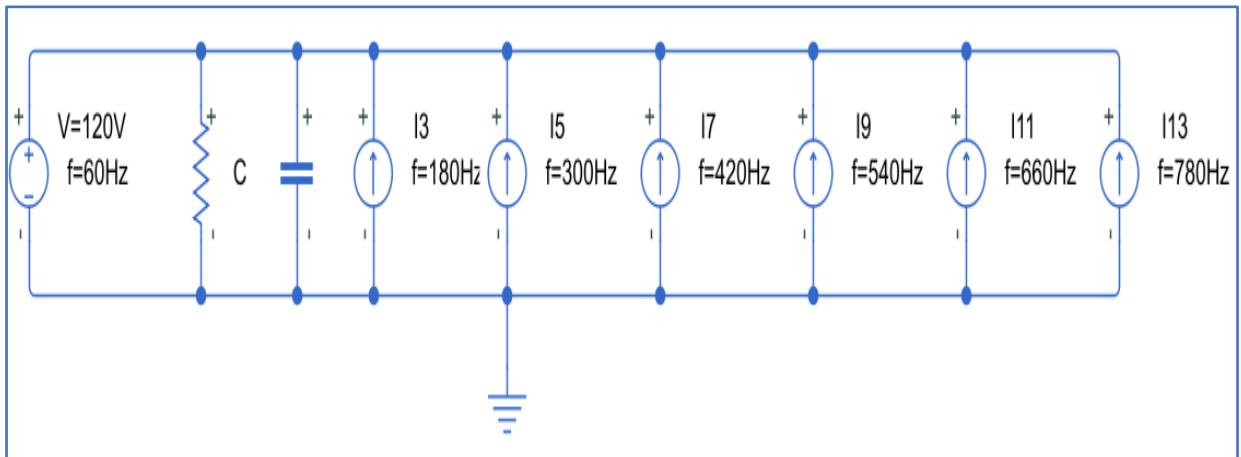 V=120V
f=60Hz
C
I3
f=180Hz
I5
f=300Hz
I7
f=420Hz
I9
f=540Hz
I11
f=660Hz
I13
f=780Hz